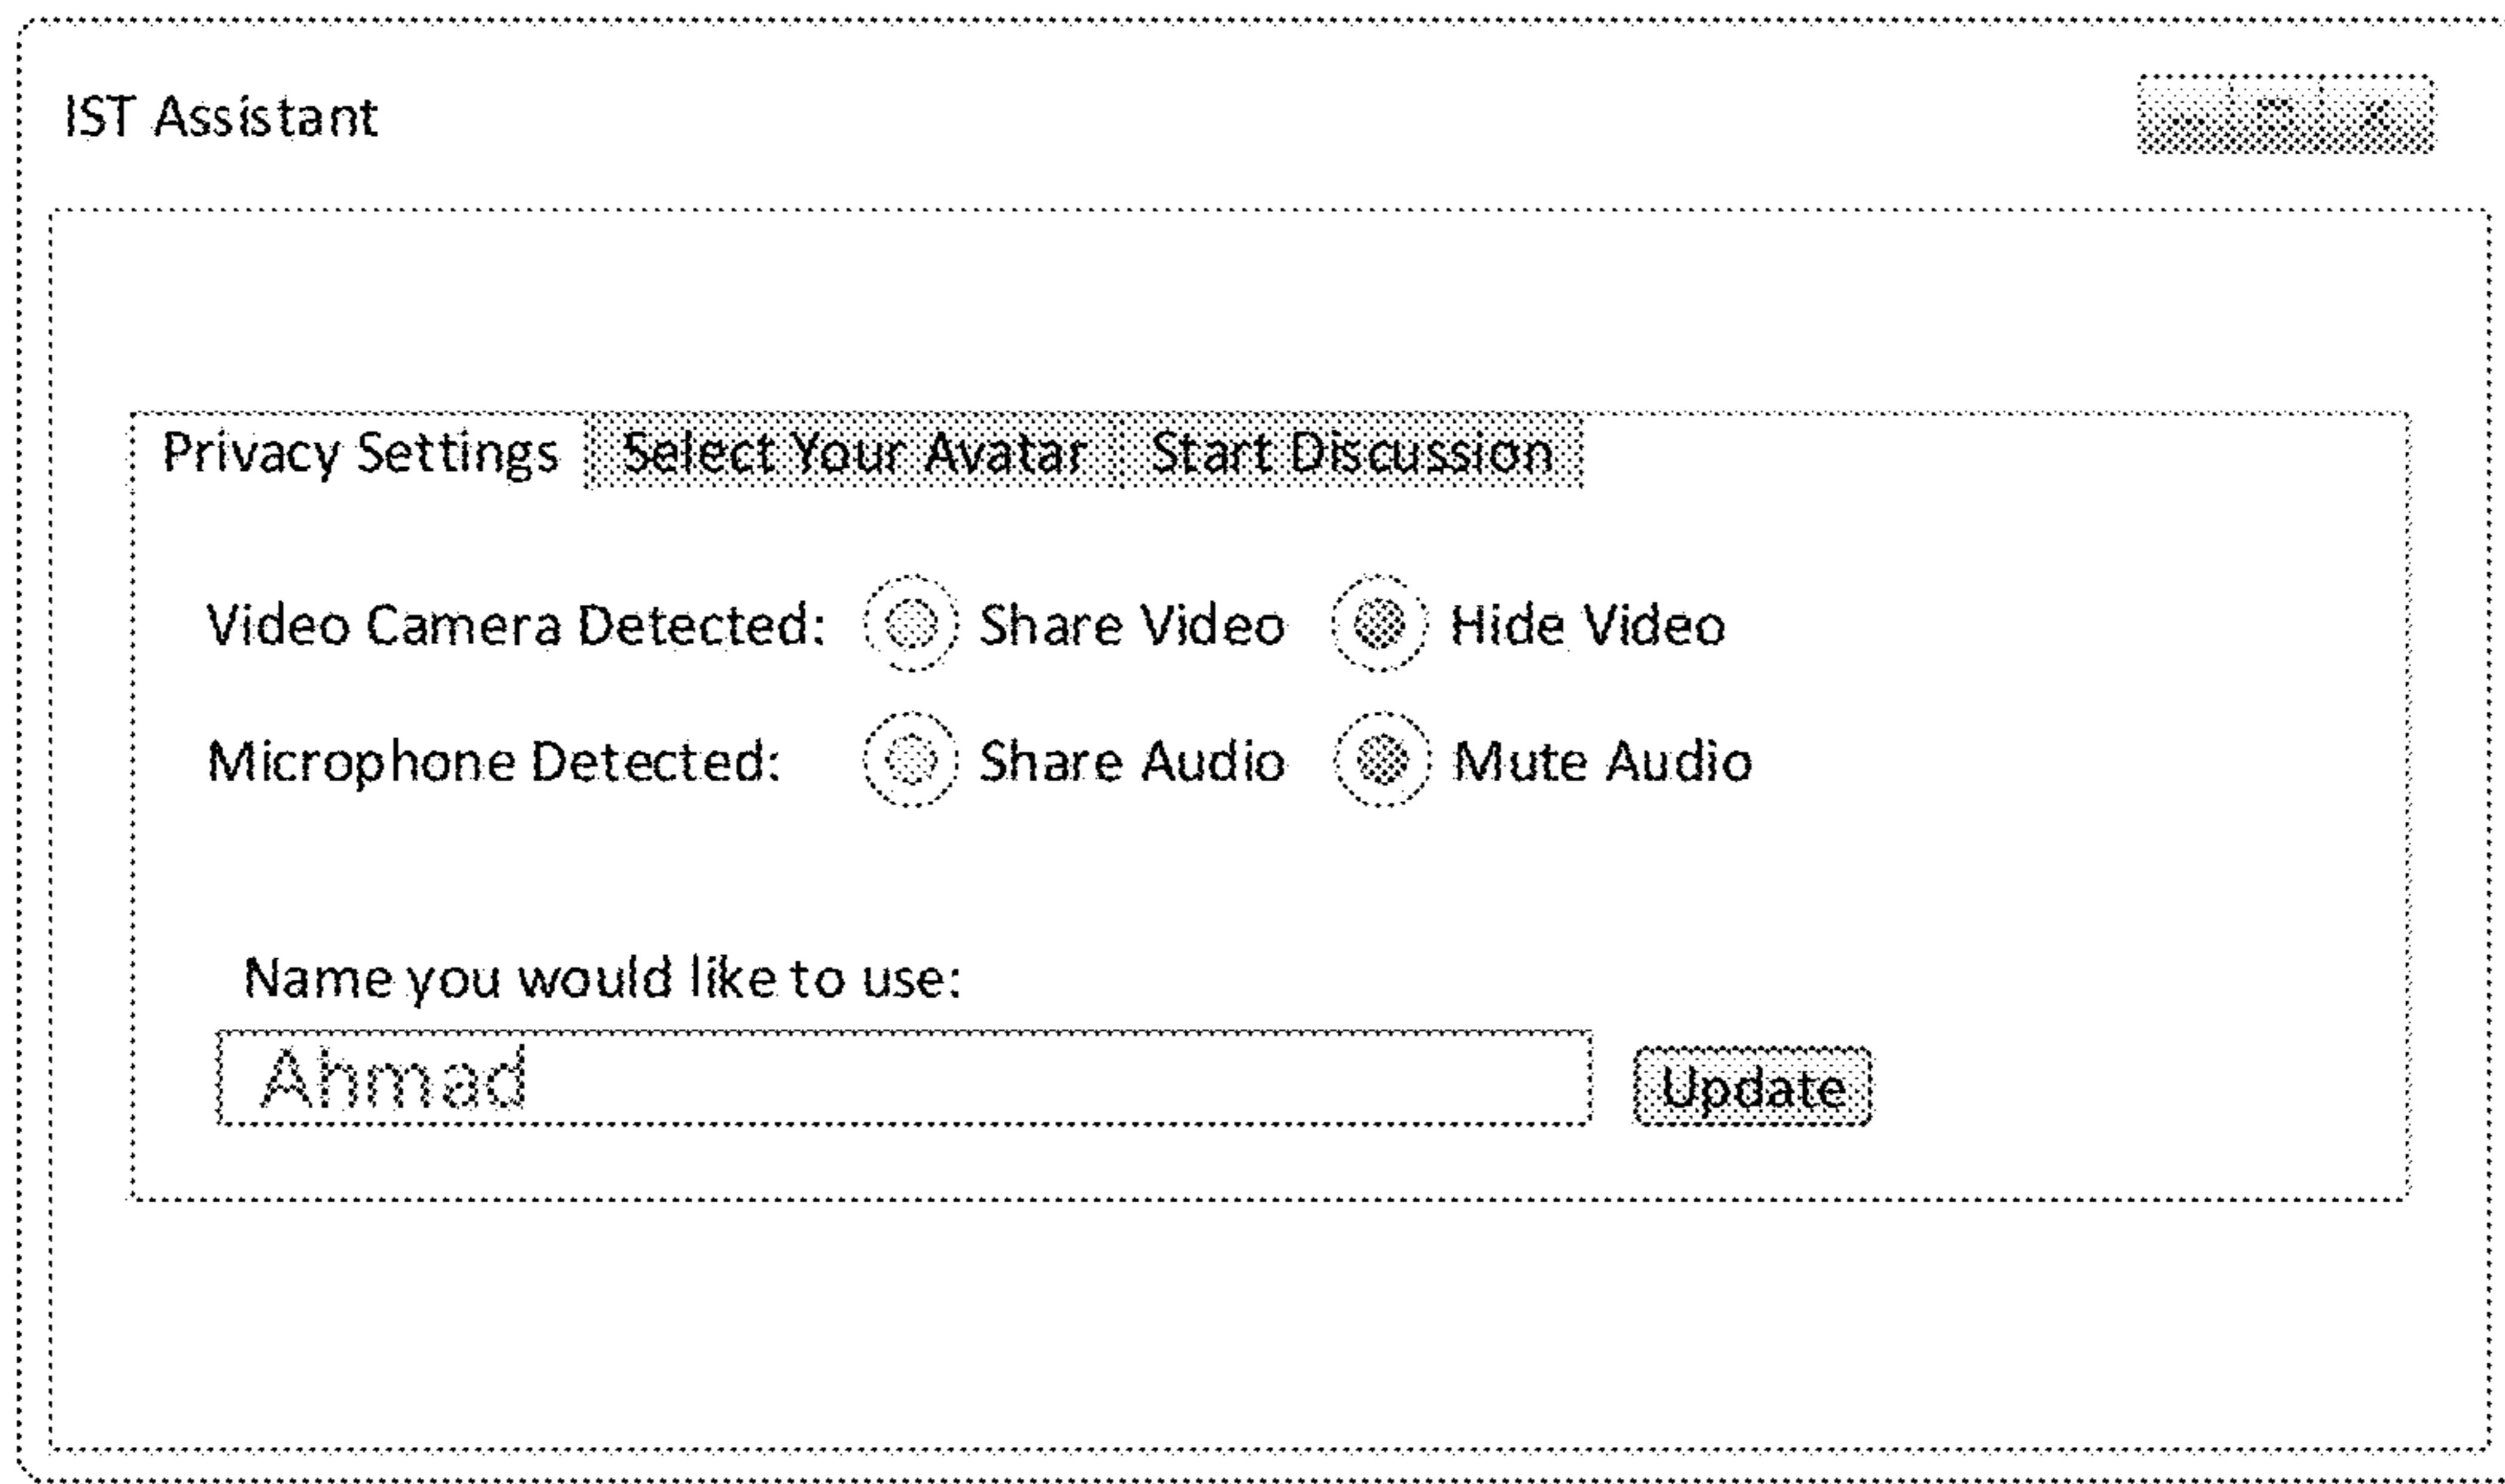 IST Assistant
Privacy Settings Select Your Avatar Start Discussion
Video Camera Detected: Share Video Hide Video
Microphone Detected: Share Audio Mute Audio
Name you would like to use:
Ahmad Update